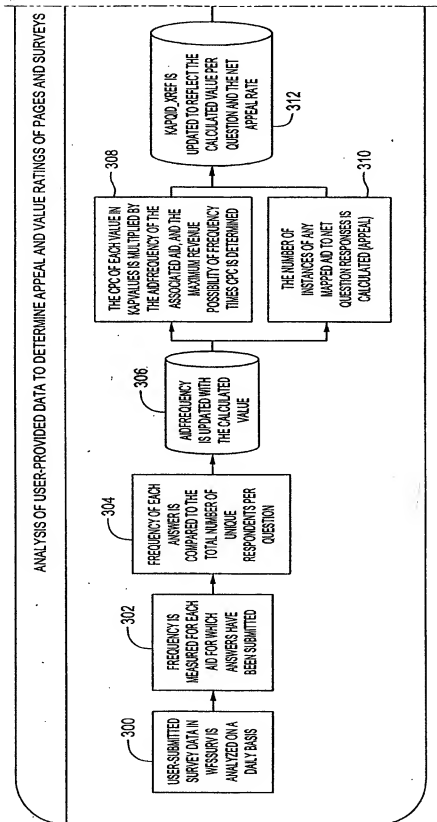 ANALYSIS OF USER-PROVIDED DATA TO DETERMINE APPEAL AND VALUE RATINGS OF PAGES AND SURVEYS
300
USER-SUBMITTED
SURVEY DATA IN
WFSSURV IS
ANALYZED ON A
DAILY BASIS
302
FREQUENCY IS
MEASURED FOR EACH
AID FOR WHICH
ANSWERS HAVE
BEEN SUBMITTED
304
FREQUENCY OF EACH
ANSWER IS
COMPARED TO THE
TOTAL NUMBER OF
UNIQUE
RESPONDENTS PER
QUESTION
306
AIDFREQUENCY
IS UPDATED WITH
THE CALCULATED
VALUE
308
THE CPC OF EACH VALUE IN
KAPVALUES IS MULTIPLIED BY
THE AIDFREQUENCY OF THE
ASSOCIATED AID, AND THE
MAXIMUM REVENUE
POSSIBILITY OF FREQUENCY
TIMES CPC IS DETERMINED
310
THE NUMBER OF
INSTANCES OF ANY
MAPPED AID TO NET
QUESTION RESPONSES IS
CALCULATED (APPEAL)
KAPQID_XREF IS
UPDATED TO REFLECT THE
CALCULATED VALUE PER
QUESTION AND THE NET
APPEAL RATE
312